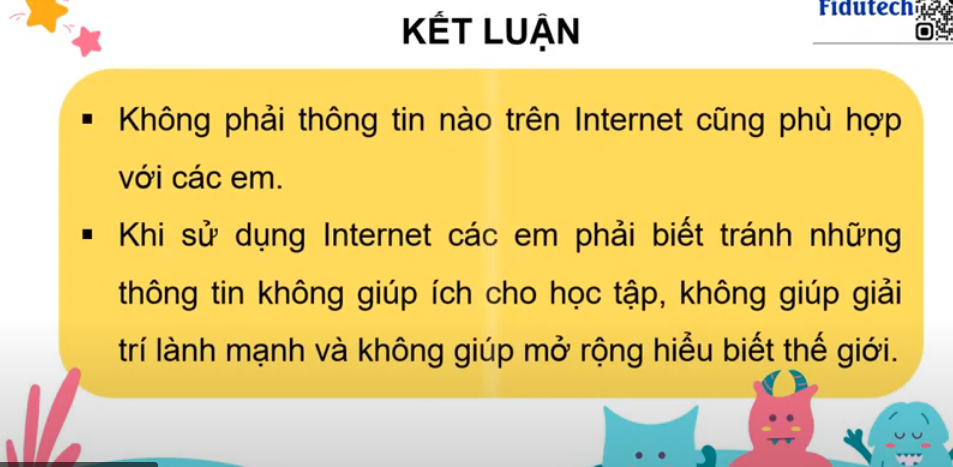 Fidutech
KẾT LUẬN
▪ Không phải thông tin nào trên Internet cũng phù hợp
với các em.
▪ Khi sử dụng Internet các em phải biết tránh những
thông tin không giúp ích cho học tập, không giúp giải
trí lành mạnh và không giúp mở rộng hiểu biết thế giới.